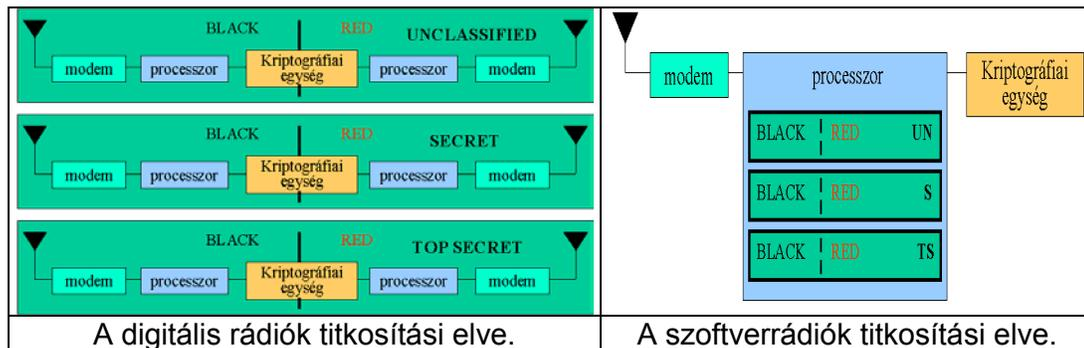 BLACK RED UNCLASSIFIED
modem processzor Kriptográfiai egység processzor modem
BLACK RED SECRET
modem processzor Kriptográfiai egység processzor modem
BLACK RED TOP SECRET
modem processzor Kriptográfiai egység processzor modem
A digitális rádiók titkosítási elve.
modem processzor Kriptográfiai egység
BLACK RED UN
BLACK RED S
BLACK RED TS
A szoftverrádiók titkosítási elve.